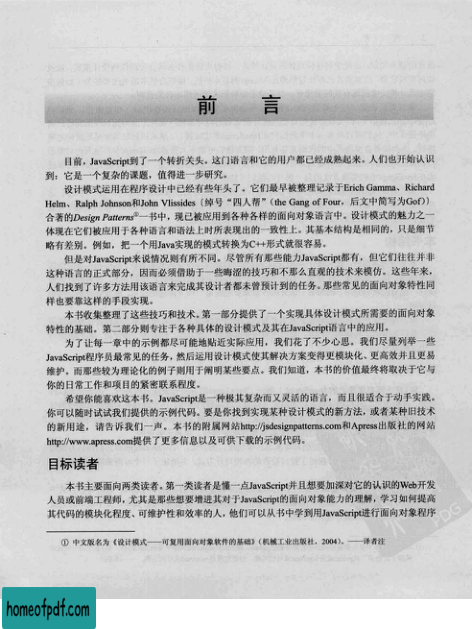 前 言
目前，JavaScript到了一个转折关头。这门语言和它的用户都已经成熟起来。人们也开始认识
到：它是一个复杂的课题，值得进一步研究。
设计模式运用在程序设计中已经有些年头了。它们最早被整理记录于Erich Gamma、Richard
Helm、Ralph Johnson和John Vlissides（绰号“四人帮”(the Gang of Four，后文中简写为Gof)）
合著的Design Patterns①一书中，现已被应用到各种各样的面向对象语言中。设计模式的魅力之一
体现在它们被应用于各种语言和语法上时所表现出的一致性上。其基本结构是相同的，只是细节
略有差别。例如，把一个用Java实现的模式转换为C++形式就很容易。
但是对JavaScript来说情况则有所不同。尽管所有那些能力JavaScript都有，但它们往往并非
这种语言的正式部分，因而必须借助于一些晦涩的技巧和不那么直观的技术来模仿。这些年来，
人们找到了许多方法用该语言来完成其设计者都未曾预计到的任务。那些常见的面向对象特性同
样也要靠这样的手段实现。
本书收集整理了这些技巧和技术。第一部分提供了一个实现具体设计模式所需要的面向对象
特性的基础。第二部分则专注于各种具体的设计模式及其在JavaScript语言中的应用。
为了让每一章中的示例都尽可能地贴近实际应用，我们花了不少心思。我们尽量列举一些
JavaScript程序员最常见的任务，然后运用设计模式使其解决方案变得更模块化、更高效并且更易
维护。而那些较为理论化的例子则用于阐明某些要点。我们知道，本书的价值最终将取决于它与
你的日常工作和项目的紧密联系程度。
希望你能喜欢这本书。JavaScript是一种极其复杂而又灵活的语言，而且很适合于动手实践。
你可以随时试试我们提供的示例代码。要是你找到实现某种设计模式的新方法，或者某种旧技术
的新用途，请告诉我们一声。本书的附属网站http://jsdesignpatterns.com和Apress出版社的网站
http://www.apress.com提供了更多信息以及可供下载的示例代码。
目标读者
本书主要面向两类读者。第一类读者是懂一点JavaScript并且想要加深对它的认识的Web开发
人员或前端工程师，尤其是那些想要增进其对于JavaScript的面向对象能力的理解，学习如何提高
其代码的模块化程度、可维护性和效率的人。他们可以从书中学到用JavaScript进行面向对象程序
① 中文版名为《设计模式——可复用面向对象软件的基础》（机械工业出版社，2004）。——译者注
PDG
homeofpdf.com